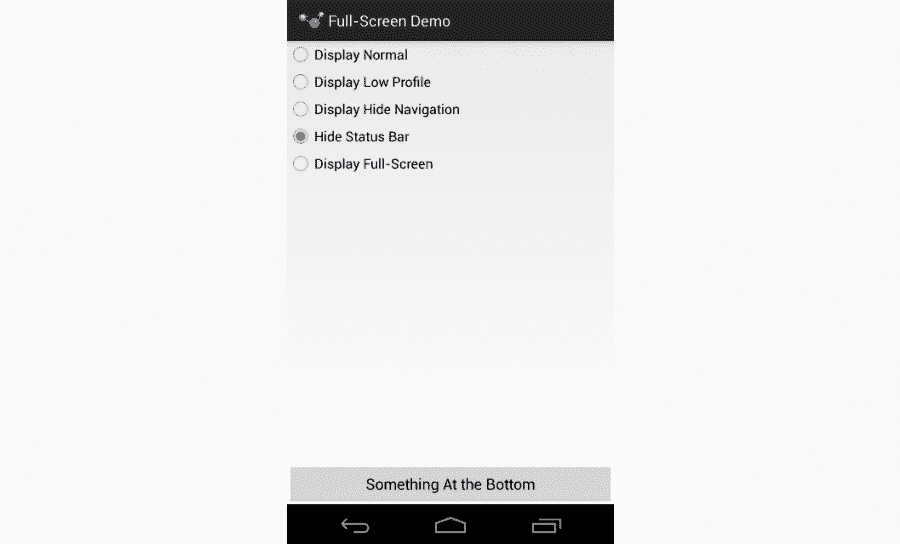 Full-Screen Demo
Display Normal
Display Low Profile
Display Hide Navigation
Hide Status Bar
Display Full-Screen
Something At the Bottom